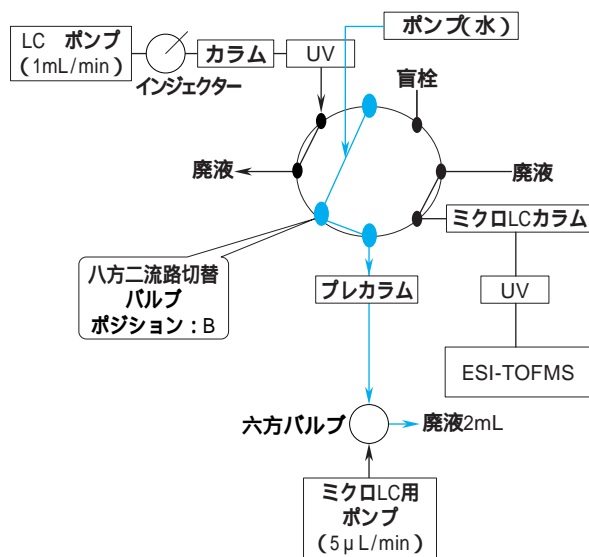 LC ポンプ
(1mL/min)
インジェクター
カラム
UV
ポンプ(水)
盲栓
廃液
廃液
ミクロLCカラム
八方二流路切替
バルブ
ポジション:B
プレカラム
UV
ESI-TOFMS
六方バルブ
廃液2mL
ミクロLC用
ポンプ
(5μL/min)